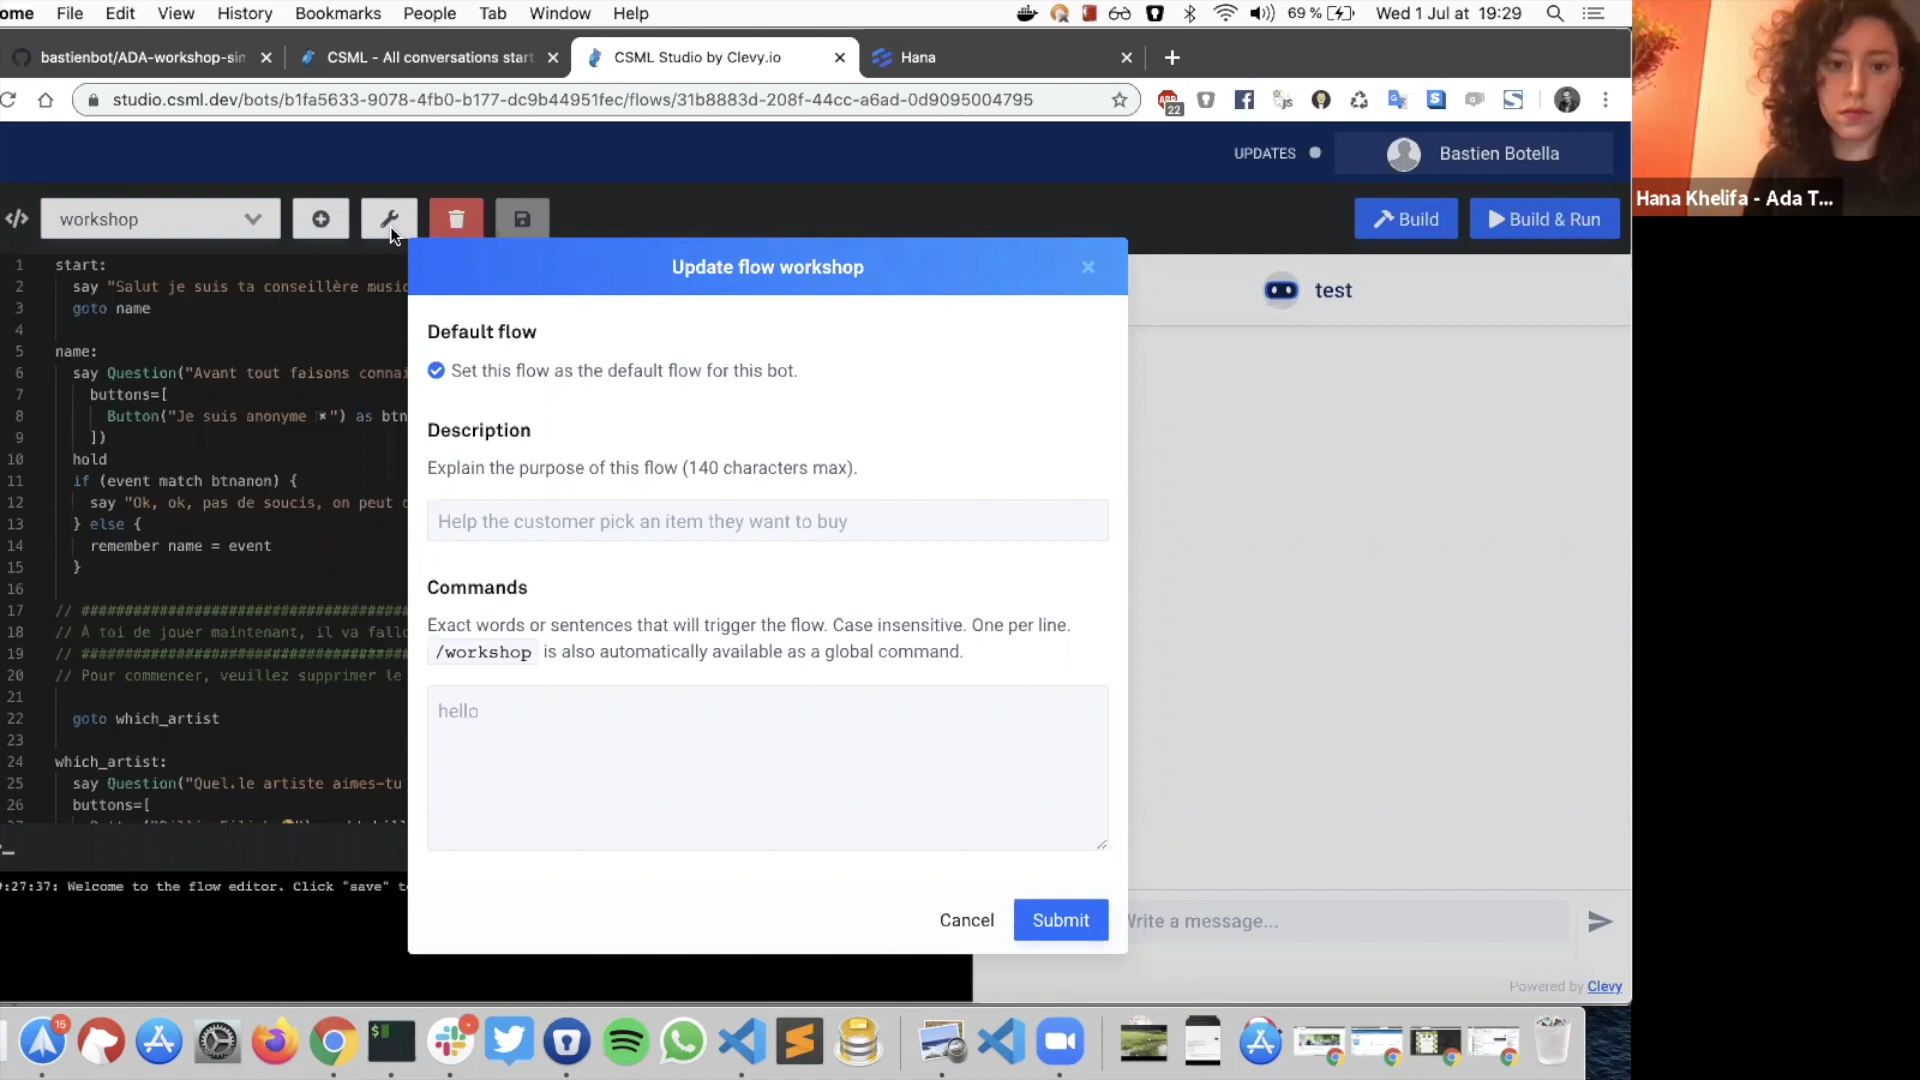 ome File Edit View History Bookmarks People Tab Window Help 69 % Wed 1 Jul at 19:29
bastienbot/ADA-workshop-sim CSML - All conversations start CSML Studio by Clevy.io Hana
studio.csml.dev/bots/b1fa5633-9078-4fb0-b177-dc9b44951fec/flows/31b8883d-208f-44cc-a6ad-0d9095004795
22
UPDATES Bastien Botella
Hana Khelifa - Ada T...
workshop Build Build & Run
Update flow workshop
test
1 start:
2 say "Salut je suis ta conseillère music
3 goto name
4
5 name:
6 say Question("Avant tout faisons connai
7 buttons=[
8 Button("Je suis anonyme ") as btn
9 ])
10 hold
11 if (event match btnanon) {
12 say "Ok, ok, pas de soucis, on peut c
13 } else {
14 remember name = event
15 }
16
17 // ####################################
18 // À toi de jouer maintenant, il va fallo
19 // ####################################
20 // Pour commencer, veuillez supprimer le
21
22 goto which_artist
23
24 which_artist:
25 say Question("Quel.le artiste aimes-tu
26 buttons=[
Default flow
Set this flow as the default flow for this bot.
Description
Explain the purpose of this flow (140 characters max).
Help the customer pick an item they want to buy
Commands
Exact words or sentences that will trigger the flow. Case insensitive. One per line.
/workshop is also automatically available as a global command.
hello
Cancel Submit
:27:37: Welcome to the flow editor. Click "save" to
Write a message...
Powered by Clevy
15